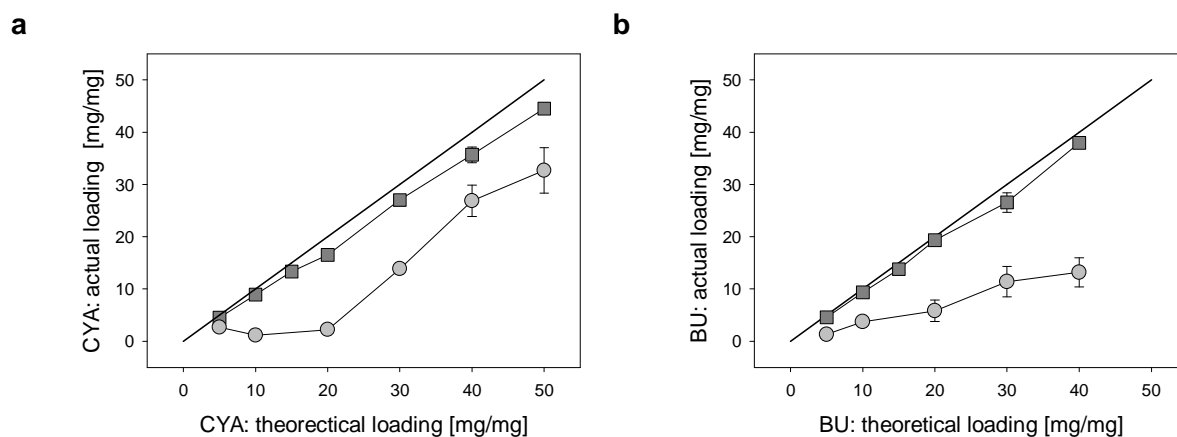 a
b
CYA: actual loading [mg/mg]
50
40
30
20
10
0
0 10 20 30 40 50
CYA: theorectical loading [mg/mg]
BU: actual loading [mg/mg]
50
40
30
20
10
0
0 10 20 30 40 50
BU: theoretical loading [mg/mg]